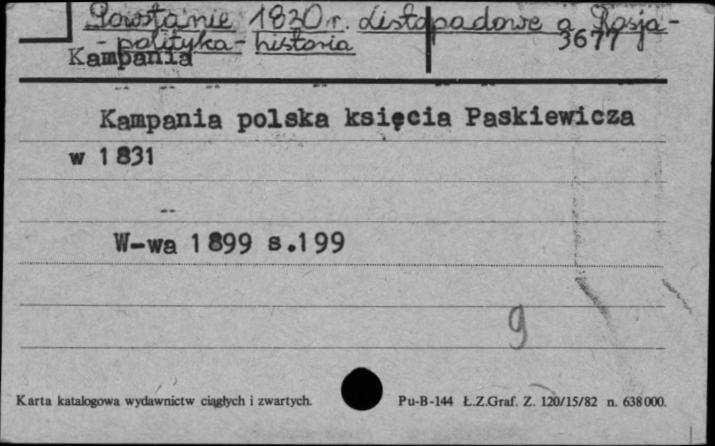 Powstanie 1830 r. listopadowe a Rosja -
- polityka - historia
3677
Kampania
Kampania polska księcia Paskiewicza
w 1831
W-wa 1899 s.199
9
Karta katalogowa wydawnictw ciągłych i zwartych.
Pu-B-144 Ł.Z.Graf. Z. 120/15/82 n. 638000.